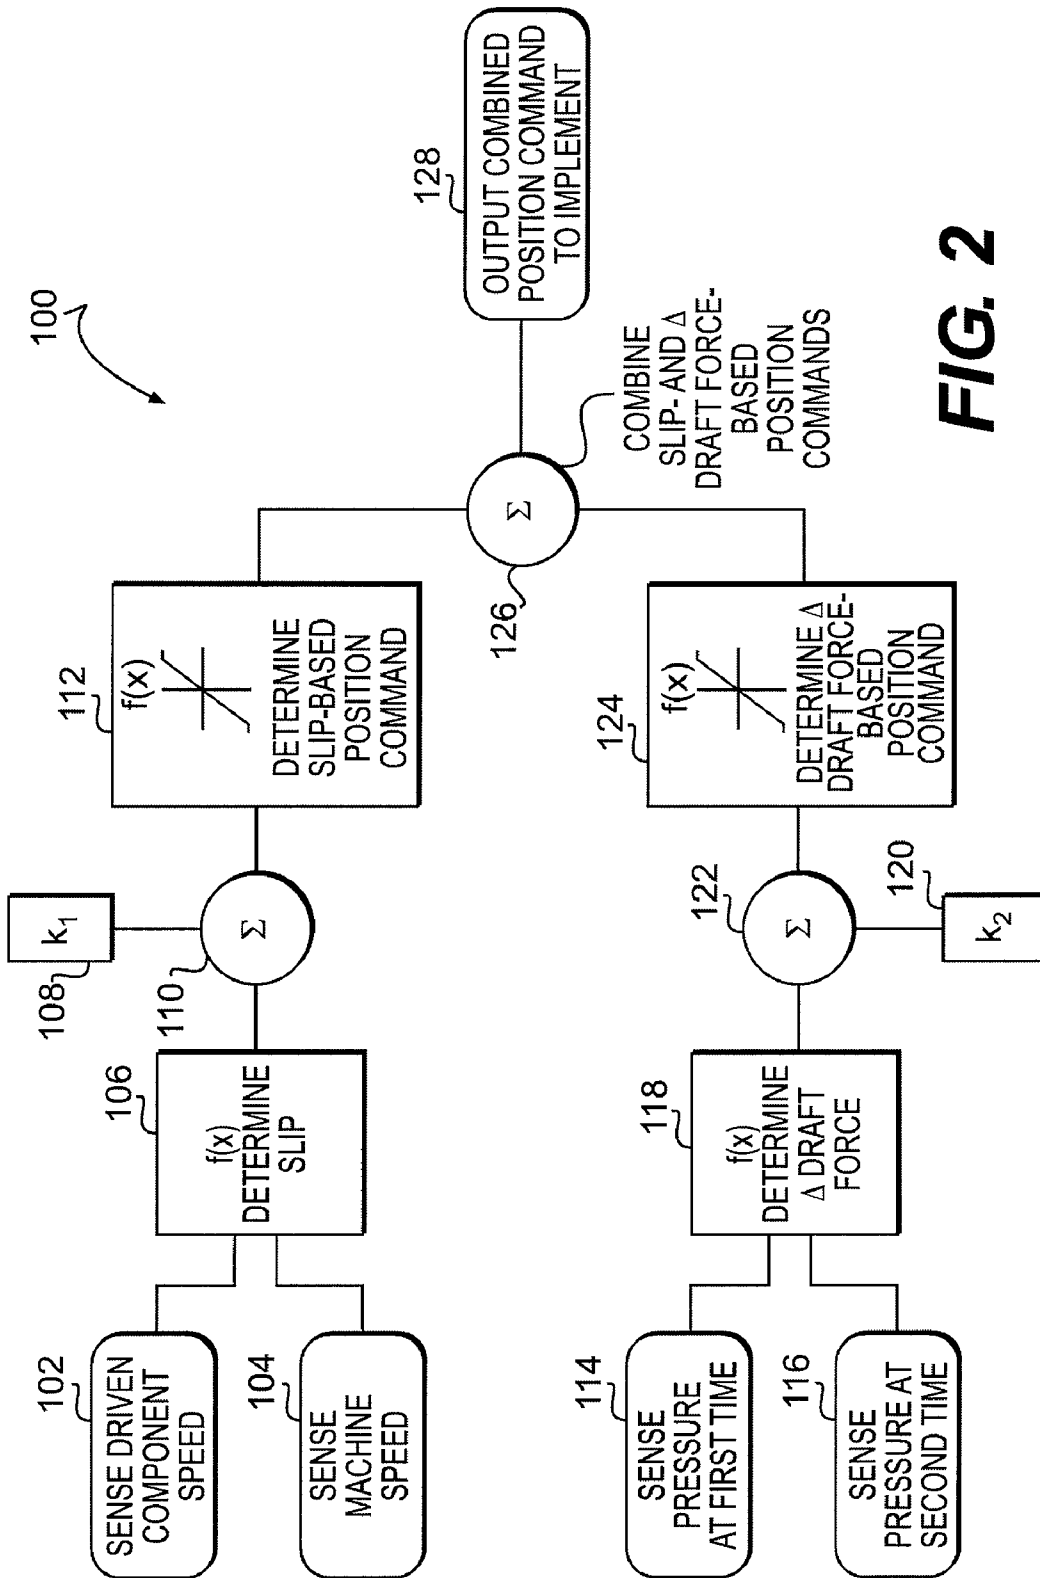 100
102
SENSE DRIVEN
COMPONENT
SPEED
104
SENSE
MACHINE
SPEED
106
f(x)
DETERMINE
SLIP
108
k1
110
Σ
112
f(x)
DETERMINE
SLIP-BASED
POSITION
COMMAND
114
SENSE
PRESSURE
AT FIRST TIME
116
SENSE
PRESSURE AT
SECOND TIME
118
f(x)
DETERMINE
Δ DRAFT
FORCE
120
k2
122
Σ
124
f(x)
DETERMINE Δ
DRAFT FORCE-
BASED
POSITION
COMMAND
126
Σ
COMBINE
SLIP- AND Δ
DRAFT FORCE-
BASED
POSITION
COMMANDS
128
OUTPUT COMBINED
POSITION COMMAND
TO IMPLEMENT
FIG. 2